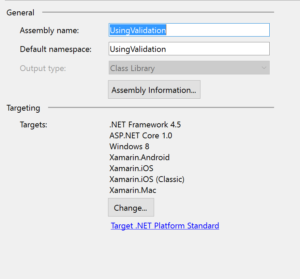 General
Assembly name: UsingValidation
Default namespace: UsingValidation
Output type: Class Library
Assembly Information...
Targeting
Targets: .NET Framework 4.5
ASP.NET Core 1.0
Windows 8
Xamarin.Android
Xamarin.iOS
Xamarin.iOS (Classic)
Xamarin.Mac
Change...
Target .NET Platform Standard